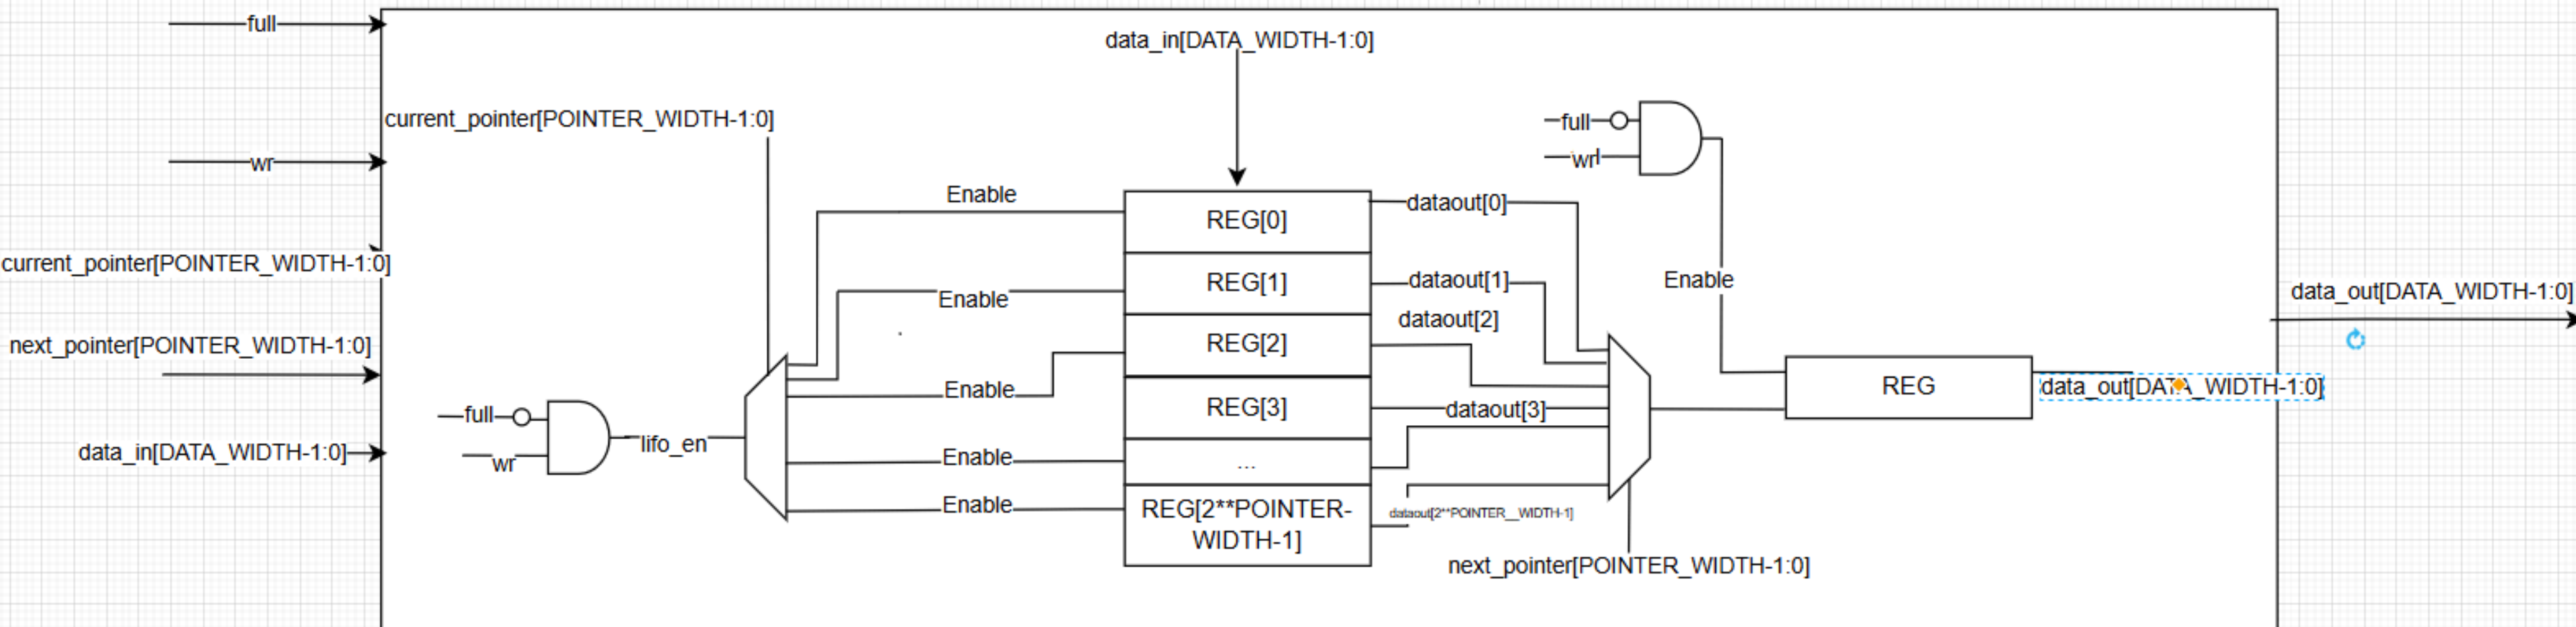 full
data_in[DATA_WIDTH-1:0]
current_pointer[POINTER_WIDTH-1:0]
full
wr
wr
Enable
dataout[0]
REG[0]
current_pointer[POINTER_WIDTH-1:0]
Enable
REG[1]
dataout[1]
Enable
data_out[DATA_WIDTH-1:0]
dataout[2]
next_pointer[POINTER_WIDTH-1:0]
REG[2]
Enable
REG
data_out[DATA_WIDTH-1:0]
full
REG[3]
dataout[3]
lifo_en
data_in[DATA_WIDTH-1:0]
wr
Enable
...
Enable
REG[2**POINTER-
WIDTH-1]
dataout[2**POINTER__WIDTH-1]
next_pointer[POINTER_WIDTH-1:0]